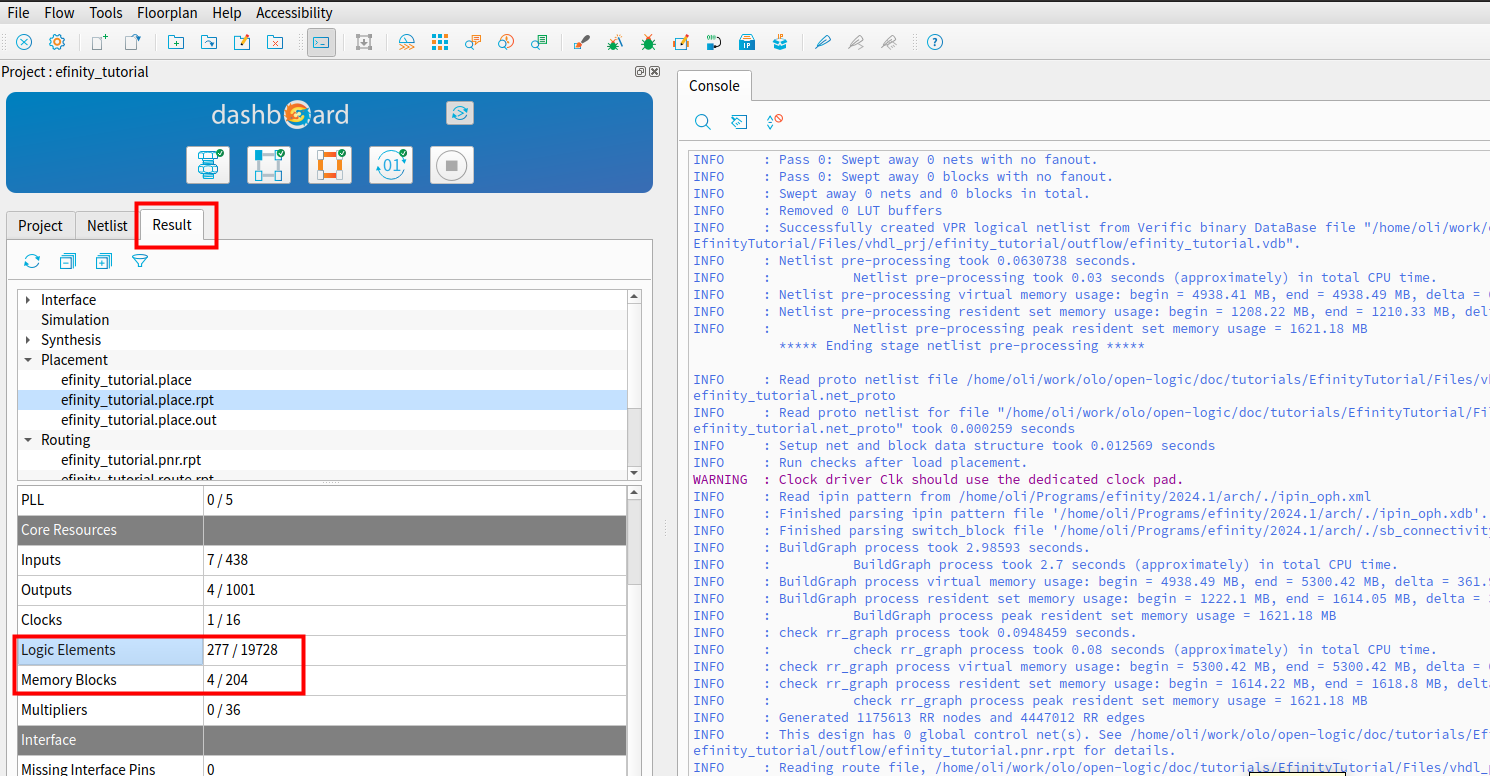 File Flow Tools Floorplan Help Accessibility
Project : efinity_tutorial
dashboard
01
IP
?
Project Netlist Result
Interface
Simulation
Synthesis
Placement
efinity_tutorial.place
efinity_tutorial.place.rpt
efinity_tutorial.place.out
Routing
efinity_tutorial.pnr.rpt
efinity_tutorial.route.rpt
PLL 0 / 5
Core Resources
Inputs 7 / 438
Outputs 4 / 1001
Clocks 1 / 16
Logic Elements 277 / 19728
Memory Blocks 4 / 204
Multipliers 0 / 36
Interface
Missing Interface Pins 0
Console
INFO : Pass 0: Swept away 0 nets with no fanout.
INFO : Pass 0: Swept away 0 blocks with no fanout.
INFO : Swept away 0 nets and 0 blocks in total.
INFO : Removed 0 LUT buffers
INFO : Successfully created VPR logical netlist from Verific binary DataBase file "/home/oli/work/
EfinityTutorial/Files/vhdl_prj/efinity_tutorial/outflow/efinity_tutorial.vdb".
INFO : Netlist pre-processing took 0.0630738 seconds.
INFO : Netlist pre-processing took 0.03 seconds (approximately) in total CPU time.
INFO : Netlist pre-processing virtual memory usage: begin = 4938.41 MB, end = 4938.49 MB, delta =
INFO : Netlist pre-processing resident set memory usage: begin = 1208.22 MB, end = 1210.33 MB, del
INFO : Netlist pre-processing peak resident set memory usage = 1621.18 MB
***** Ending stage netlist pre-processing *****
INFO : Read proto netlist file /home/oli/work/olo/open-logic/doc/tutorials/EfinityTutorial/Files/v
efinity_tutorial.net_proto
INFO : Read proto netlist for file "/home/oli/work/olo/open-logic/doc/tutorials/EfinityTutorial/Fi
efinity_tutorial.net_proto" took 0.000259 seconds
INFO : Setup net and block data structure took 0.012569 seconds
INFO : Run checks after load placement.
WARNING : Clock driver Clk should use the dedicated clock pad.
INFO : Read ipin pattern from /home/oli/Programs/efinity/2024.1/arch/./ipin_oph.xml
INFO : Finished parsing ipin pattern file '/home/oli/Programs/efinity/2024.1/arch/./ipin_oph.xdb'.
INFO : Finished parsing switch_block file '/home/oli/Programs/efinity/2024.1/arch/./sb_connectivit
INFO : BuildGraph process took 2.98593 seconds.
INFO : BuildGraph process took 2.7 seconds (approximately) in total CPU time.
INFO : BuildGraph process virtual memory usage: begin = 4938.49 MB, end = 5300.42 MB, delta = 361.
INFO : BuildGraph process resident set memory usage: begin = 1222.1 MB, end = 1614.05 MB, delta =
INFO : BuildGraph process peak resident set memory usage = 1621.18 MB
INFO : check rr_graph process took 0.0948459 seconds.
INFO : check rr_graph process took 0.08 seconds (approximately) in total CPU time.
INFO : check rr_graph process virtual memory usage: begin = 5300.42 MB, end = 5300.42 MB, delta =
INFO : check rr_graph process resident set memory usage: begin = 1614.22 MB, end = 1618.8 MB, delt
INFO : check rr_graph process peak resident set memory usage = 1621.18 MB
INFO : Generated 1175613 RR nodes and 4447012 RR edges
INFO : This design has 0 global control net(s). See /home/oli/work/olo/open-logic/doc/tutorials/Ef
efinity_tutorial/outflow/efinity_tutorial.pnr.rpt for details.
INFO : Reading route file, /home/oli/work/olo/open-logic/doc/tutorials/EfinityTutorial/Files/vhdl_